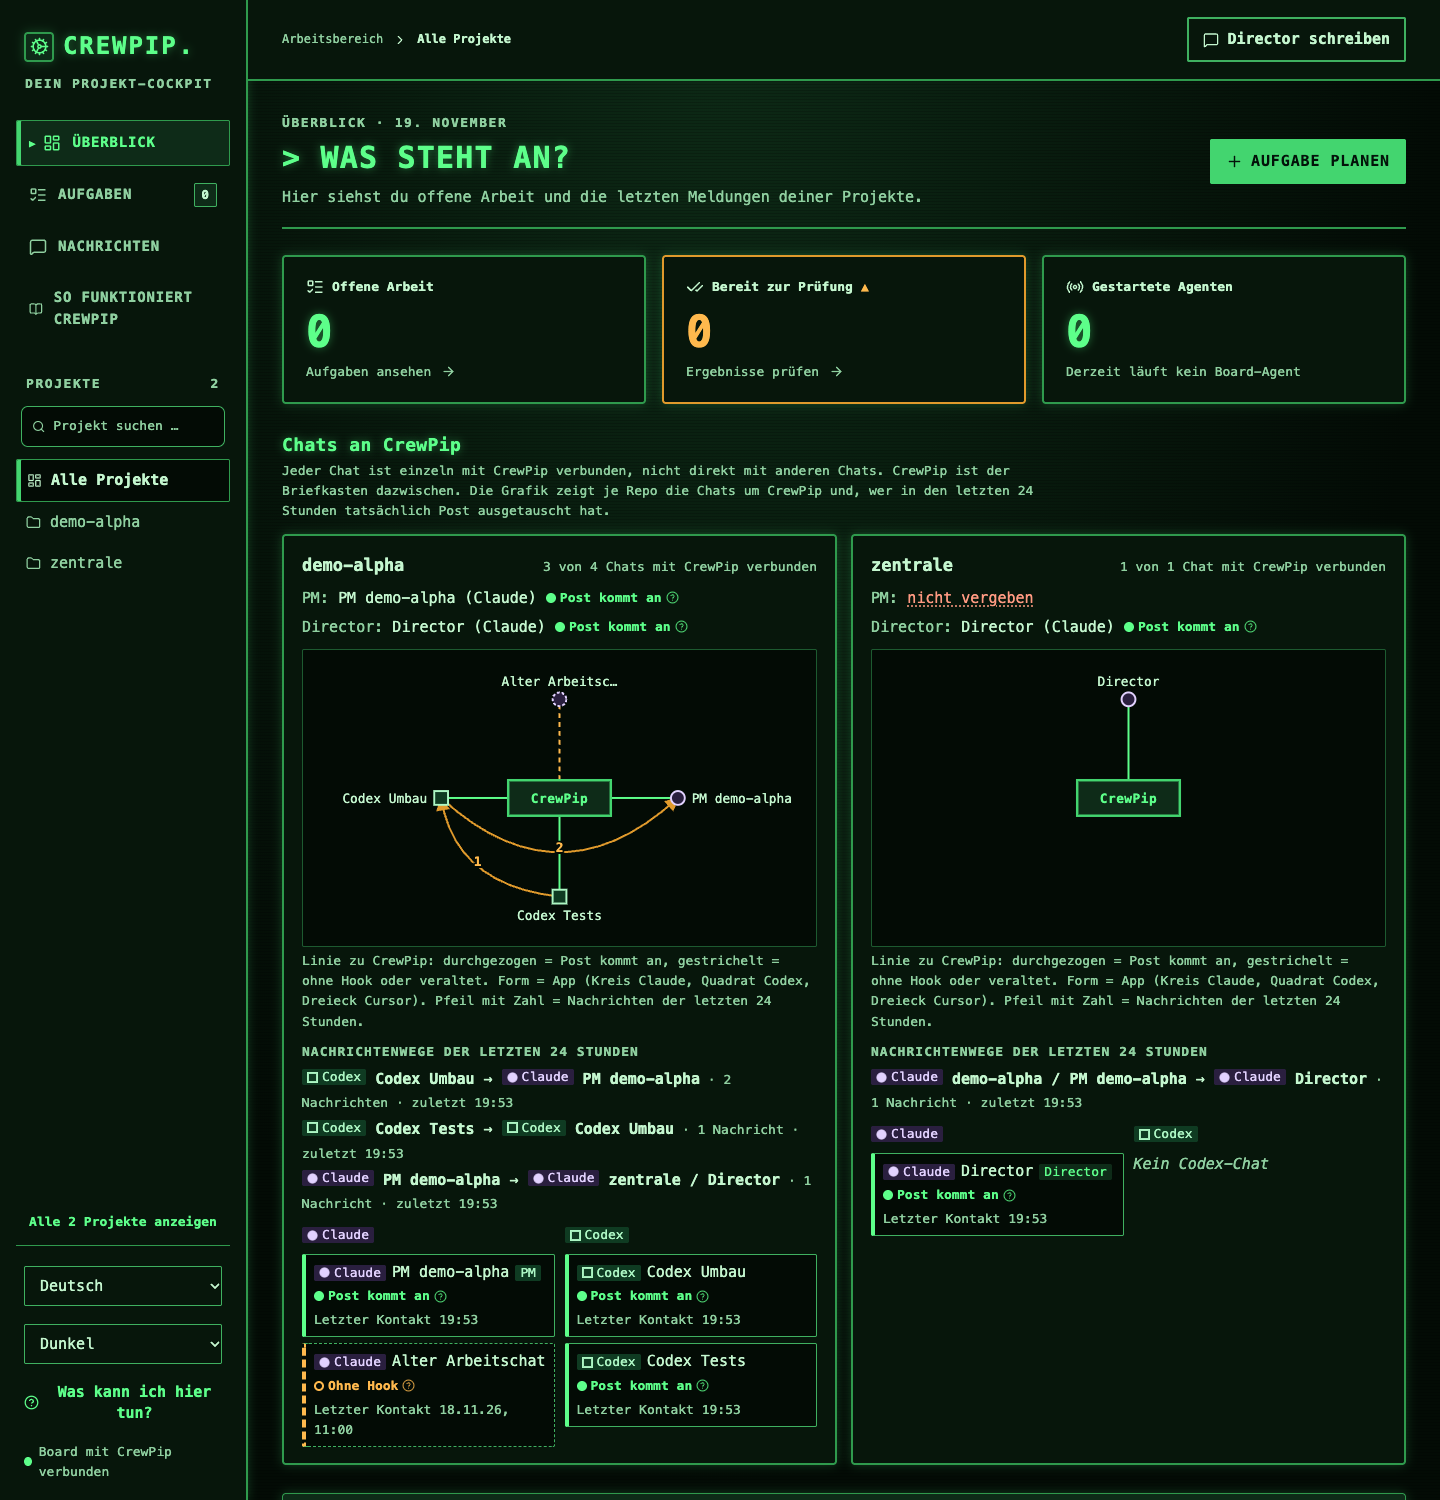 CREWPIP.
DEIN PROJEKT-COCKPIT
▸ ÜBERBLICK
AUFGABEN 0
NACHRICHTEN
SO FUNKTIONIERT
CREWPIP
PROJEKTE 2
Projekt suchen …
Alle Projekte
demo-alpha
zentrale
Alle 2 Projekte anzeigen
Deutsch
Dunkel
Was kann ich hier
tun?
Board mit CrewPip
verbunden
Arbeitsbereich > Alle Projekte
Director schreiben
ÜBERBLICK · 19. NOVEMBER
> WAS STEHT AN?
Hier siehst du offene Arbeit und die letzten Meldungen deiner Projekte.
+ AUFGABE PLANEN
Offene Arbeit
0
Aufgaben ansehen →
Bereit zur Prüfung ▲
0
Ergebnisse prüfen →
Gestartete Agenten
0
Derzeit läuft kein Board-Agent
Chats an CrewPip
Jeder Chat ist einzeln mit CrewPip verbunden, nicht direkt mit anderen Chats. CrewPip ist der
Briefkasten dazwischen. Die Grafik zeigt je Repo die Chats um CrewPip und, wer in den letzten 24
Stunden tatsächlich Post ausgetauscht hat.
demo-alpha 3 von 4 Chats mit CrewPip verbunden
PM: PM demo-alpha (Claude) Post kommt an ?
Director: Director (Claude) Post kommt an ?
Alter Arbeitsc…
Codex Umbau CrewPip PM demo-alpha
2
1
Codex Tests
Linie zu CrewPip: durchgezogen = Post kommt an, gestrichelt =
ohne Hook oder veraltet. Form = App (Kreis Claude, Quadrat Codex,
Dreieck Cursor). Pfeil mit Zahl = Nachrichten der letzten 24
Stunden.
NACHRICHTENWEGE DER LETZTEN 24 STUNDEN
Codex Codex Umbau → Claude PM demo-alpha · 2
Nachrichten · zuletzt 19:53
Codex Codex Tests → Codex Codex Umbau · 1 Nachricht ·
zuletzt 19:53
Claude PM demo-alpha → Claude zentrale / Director · 1
Nachricht · zuletzt 19:53
Claude
Claude PM demo-alpha PM
Post kommt an ?
Letzter Kontakt 19:53
Claude Alter Arbeitschat
Ohne Hook ?
Letzter Kontakt 18.11.26,
11:00
Codex
Codex Codex Umbau
Post kommt an ?
Letzter Kontakt 19:53
Codex Codex Tests
Post kommt an ?
Letzter Kontakt 19:53
zentrale 1 von 1 Chat mit CrewPip verbunden
PM: nicht vergeben
Director: Director (Claude) Post kommt an ?
Director
CrewPip
Linie zu CrewPip: durchgezogen = Post kommt an, gestrichelt =
ohne Hook oder veraltet. Form = App (Kreis Claude, Quadrat Codex,
Dreieck Cursor). Pfeil mit Zahl = Nachrichten der letzten 24
Stunden.
NACHRICHTENWEGE DER LETZTEN 24 STUNDEN
Claude demo-alpha / PM demo-alpha → Claude Director ·
1 Nachricht · zuletzt 19:53
Claude
Claude Director Director
Post kommt an ?
Letzter Kontakt 19:53
Codex
Kein Codex-Chat